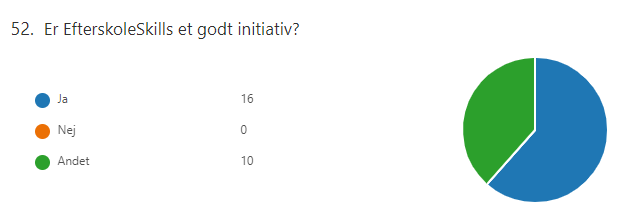 52. Er EfterskoleSkills et godt initiativ?
Ja 16
Nej 0
Andet 10